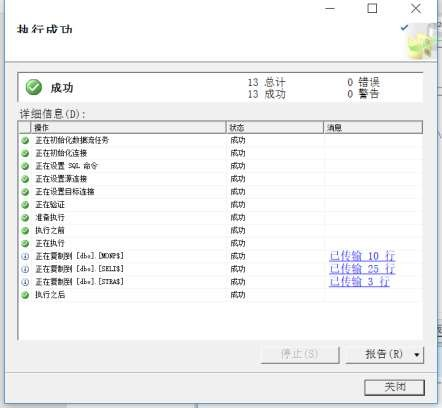 执行成功
成功
13 总计 0 错误
13 成功 0 警告
详细信息(D):
操作 状态 消息
正在初始化数据流任务 成功
正在初始化连接 成功
正在设置 SQL 命令 成功
正在设置源连接 成功
正在设置目标连接 成功
正在验证 成功
准备执行 成功
执行之前 成功
正在执行 成功
正在复制到 [dbo].[MONP$] 成功 已传输 10 行
正在复制到 [dbo].[SELI$] 成功 已传输 25 行
正在复制到 [dbo].[STRA$] 成功 已传输 3 行
执行之后 成功
停止(S) 报告(R)
关闭